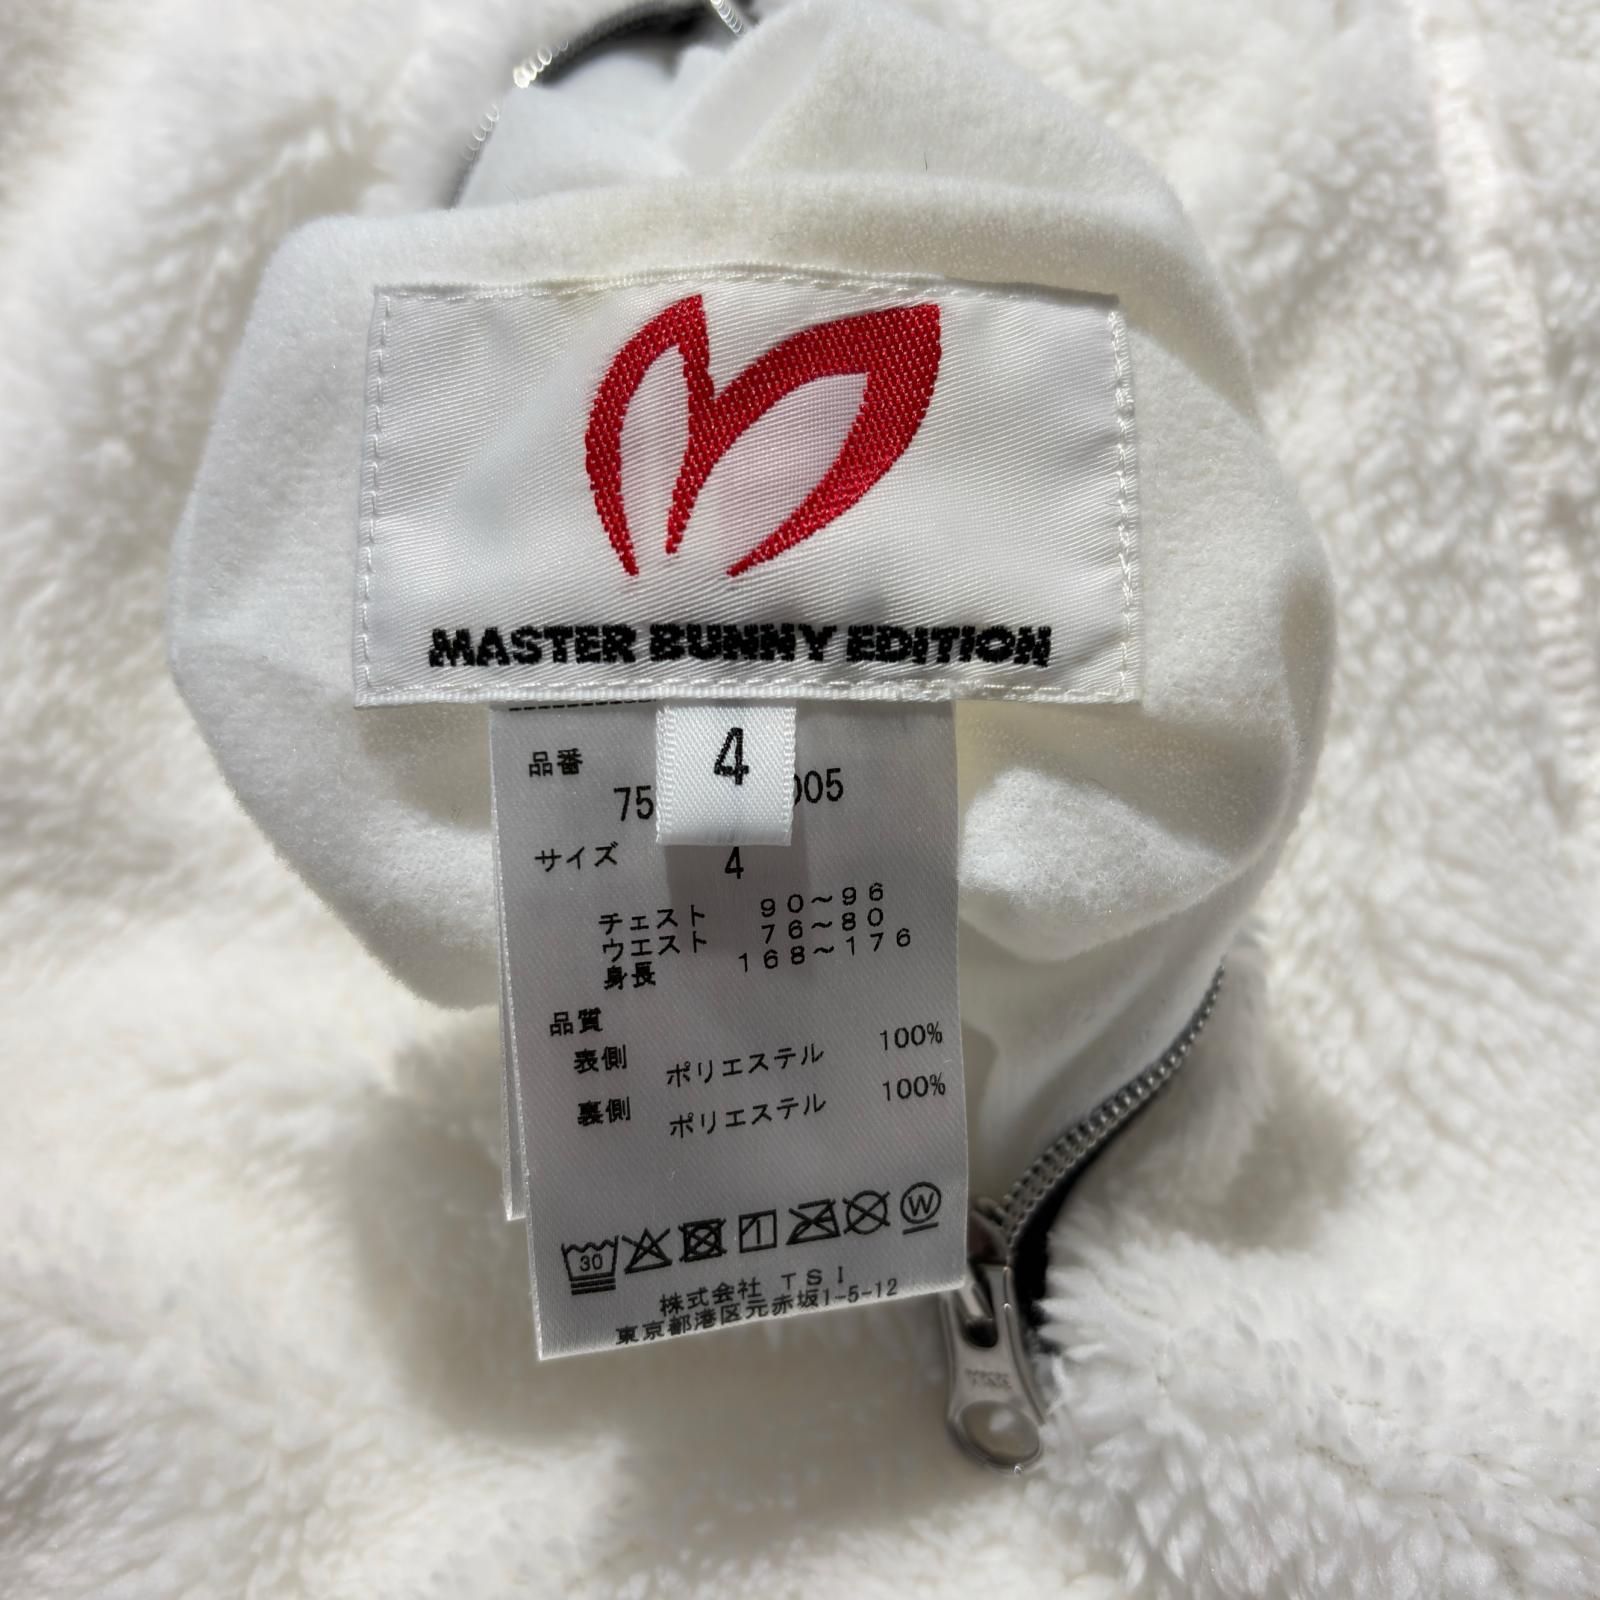 MASTER BUNNY EDITION
4
品番
75 005
サイズ 4
チェスト 90～96
ウエスト 76～80
身長 168～176
品質
表側 ポリエステル 100%
裏側 ポリエステル 100%
30 W
株式会社 TSI
東京都港区元赤坂1-5-12